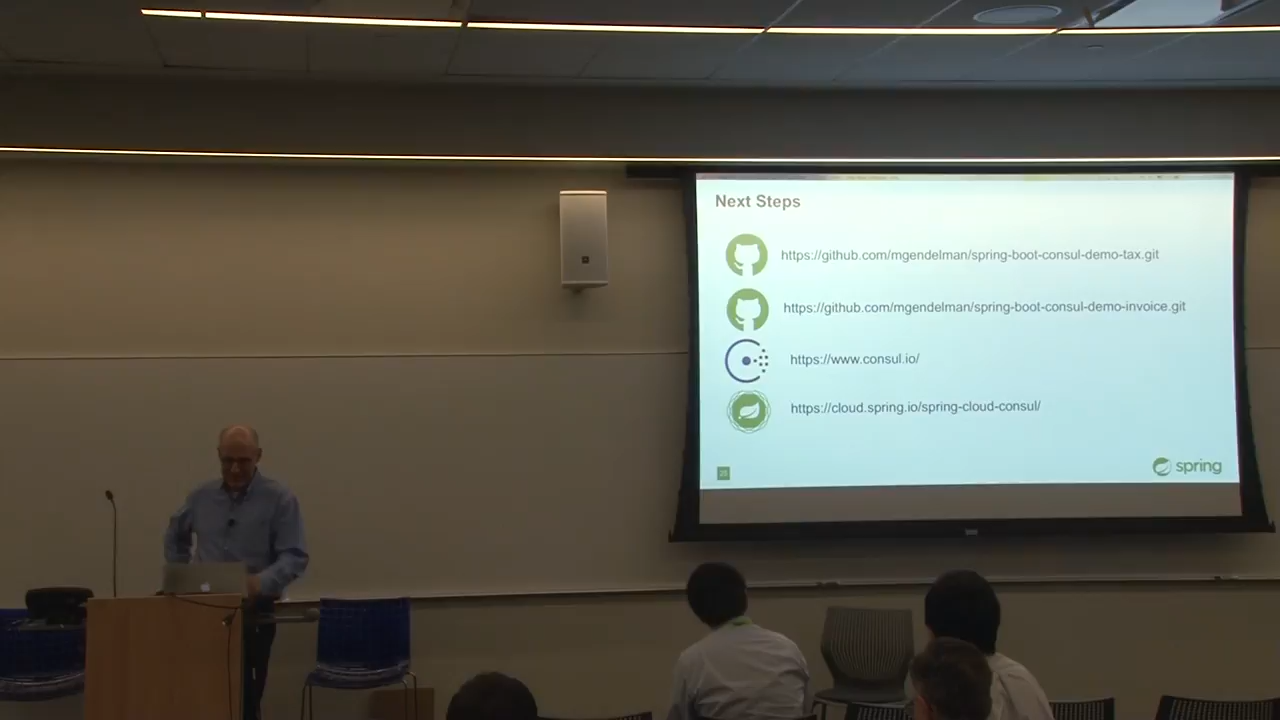 Next Steps
https://github.com/mgendelman/spring-boot-consul-demo-tax.git
https://github.com/mgendelman/spring-boot-consul-demo-invoice.git
https://www.consul.io/
https://cloud.spring.io/spring-cloud-consul/
spring